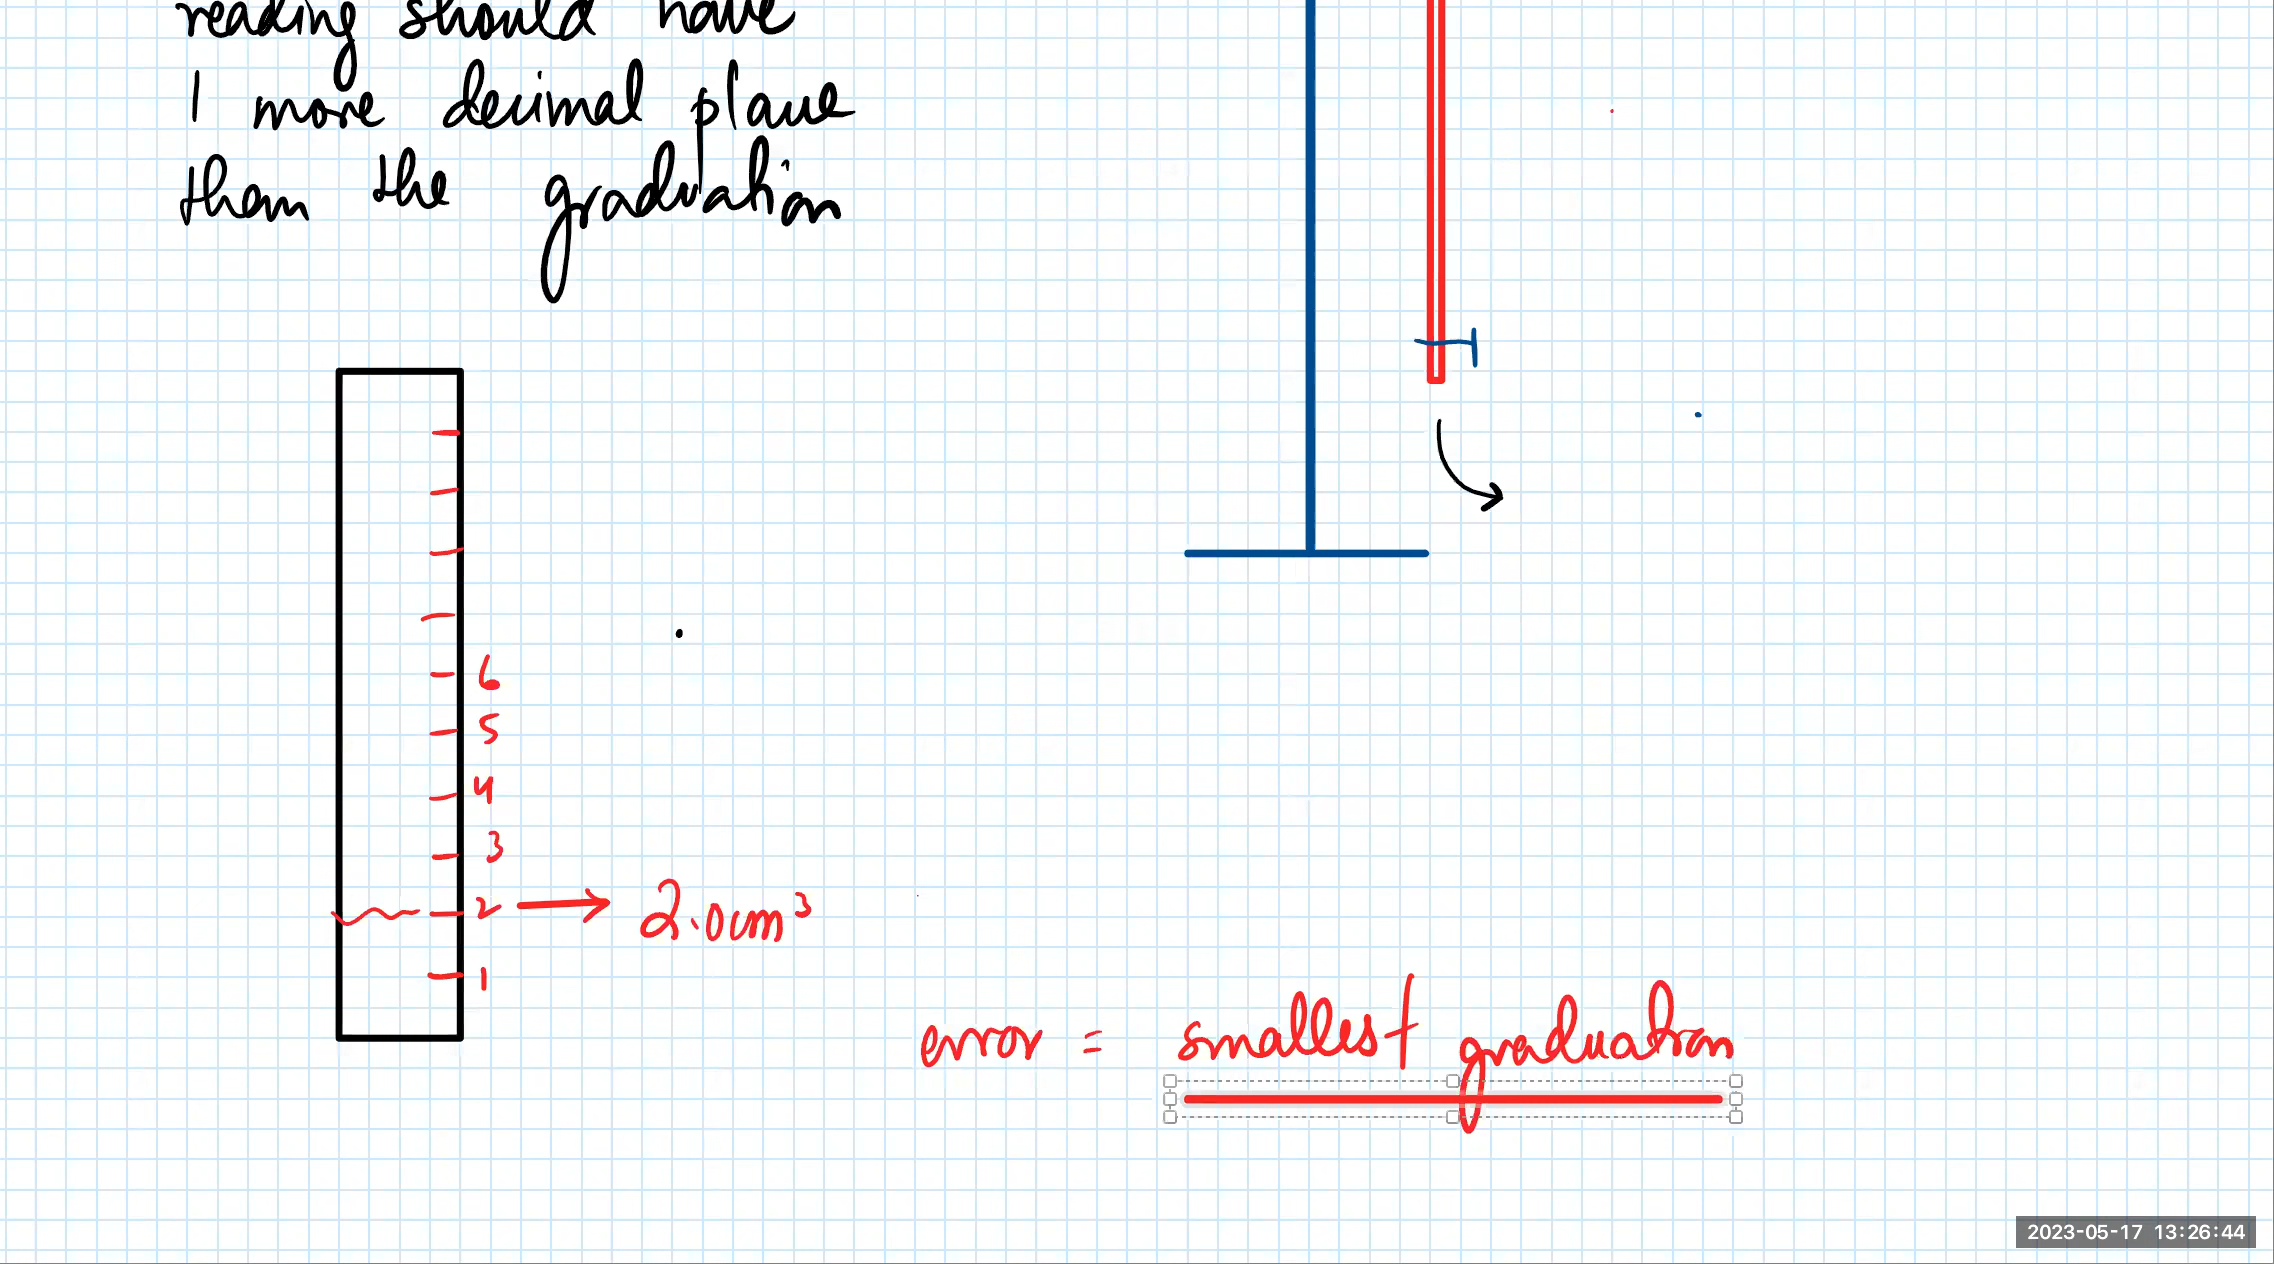 reading should have
1 more decimal place
than the graduation
6
5
4
3
2 → 2.0cm³
1
error = smallest graduation
2023-05-17 13:26:44